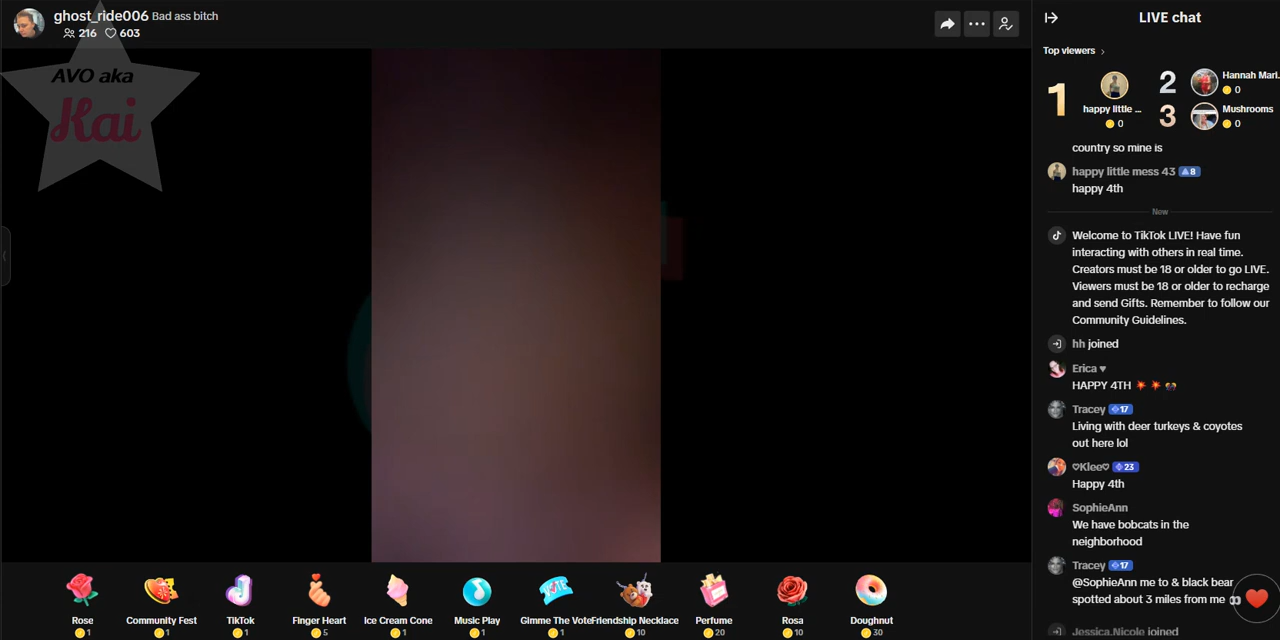 ghost_ride006 Bad ass bitch
216 603
AVO aka
Kai
LIVE chat
Top viewers
1
happy little ...
0
2
Hannah Mari.
0
3
Mushrooms
0
country so mine is
happy little mess 43 8
happy 4th
New
Welcome to TikTok LIVE! Have fun
interacting with others in real time.
Creators must be 18 or older to go LIVE.
Viewers must be 18 or older to recharge
and send Gifts. Remember to follow our
Community Guidelines.
hh joined
Erica ♥
HAPPY 4TH 💥 💥 🎊
Tracey 17
Living with deer turkeys & coyotes
out here lol
♡Klee♡ 23
Happy 4th
SophieAnn
We have bobcats in the
neighborhood
Tracey 17
@SophieAnn me to & black bear
spotted about 3 miles from me 👀
Jessica.Nicole joined
VOTE
Rose
1
Community Fest
1
TikTok
1
Finger Heart
5
Ice Cream Cone
1
Music Play
1
GImme The Vote
1
Friendship Necklace
10
Perfume
20
Rosa
10
Doughnut
30